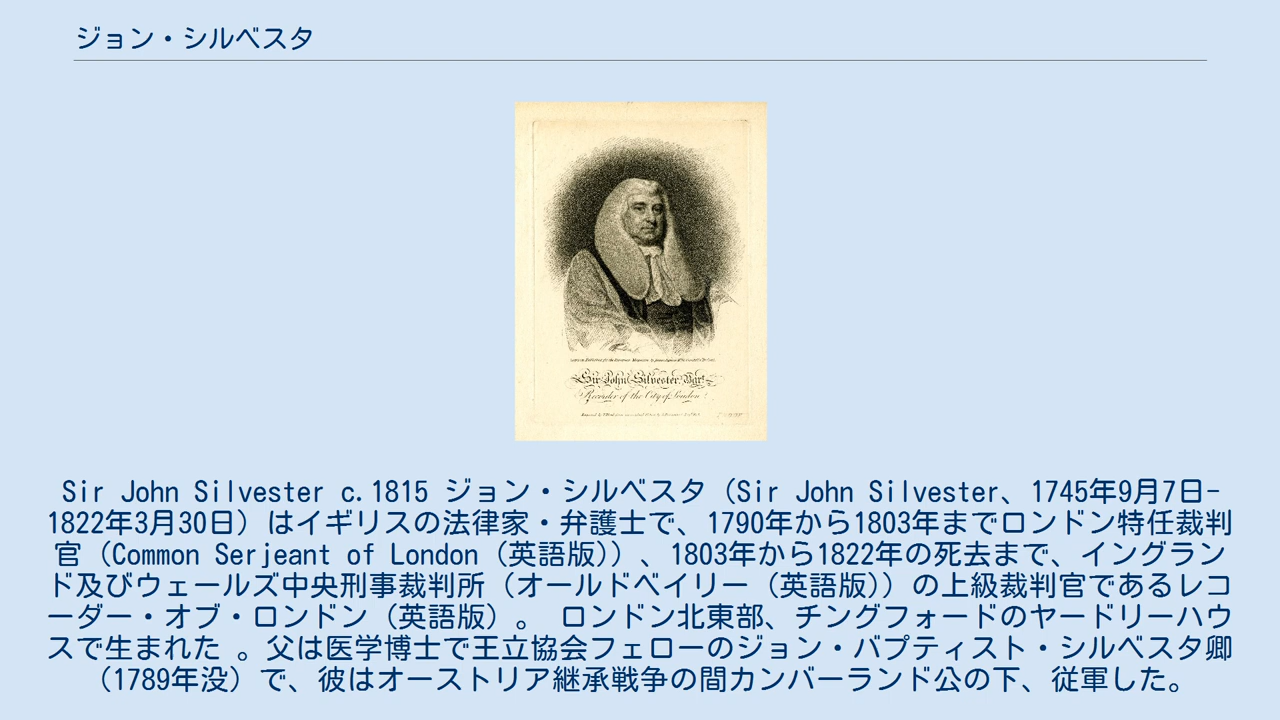 ジョン・シルベスタ
Sir John Silvester, Bart.
Recorder of the City of London.
Sir John Silvester c.1815 ジョン・シルベスタ（Sir John Silvester、1745年9月7日-
1822年3月30日）はイギリスの法律家・弁護士で、1790年から1803年までロンドン特任裁判
官（Common Serjeant of London（英語版））、1803年から1822年の死去まで、イングラン
ド及びウェールズ中央刑事裁判所（オールドベイリー（英語版））の上級裁判官であるレコ
ーダー・オブ・ロンドン（英語版）。 ロンドン北東部、チングフォードのヤードリーハウ
スで生まれた 。父は医学博士で王立協会フェローのジョン・バプティスト・シルベスタ卿
（1789年没）で、彼はオーストリア継承戦争の間カンバーランド公の下、従軍した。